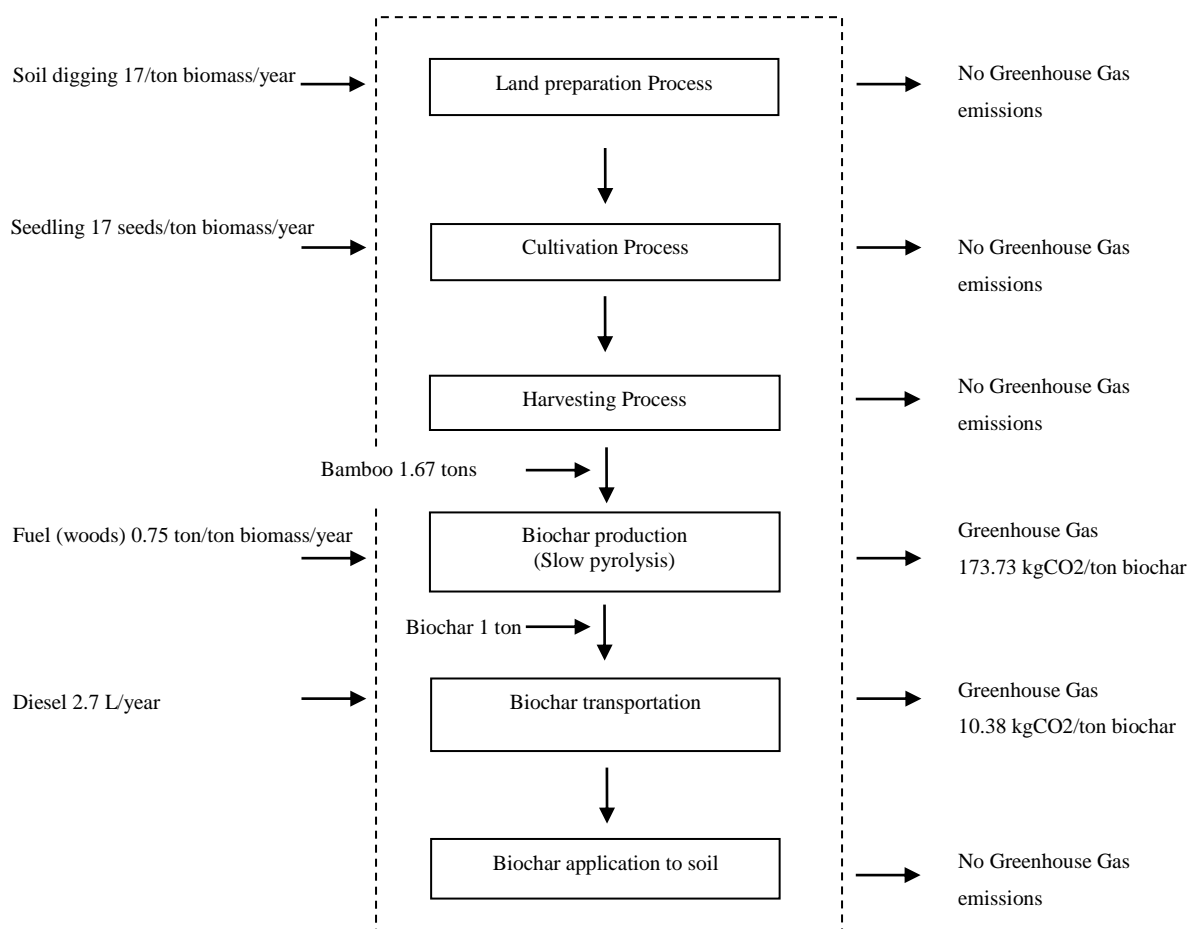 Soil digging 17/ton biomass/year
Land preparation Process
No Greenhouse Gas
emissions
Seedling 17 seeds/ton biomass/year
Cultivation Process
No Greenhouse Gas
emissions
Harvesting Process
No Greenhouse Gas
emissions
Bamboo 1.67 tons
Fuel (woods) 0.75 ton/ton biomass/year
Biochar production
(Slow pyrolysis)
Greenhouse Gas
173.73 kgCO2/ton biochar
Biochar 1 ton
Diesel 2.7 L/year
Biochar transportation
Greenhouse Gas
10.38 kgCO2/ton biochar
Biochar application to soil
No Greenhouse Gas
emissions